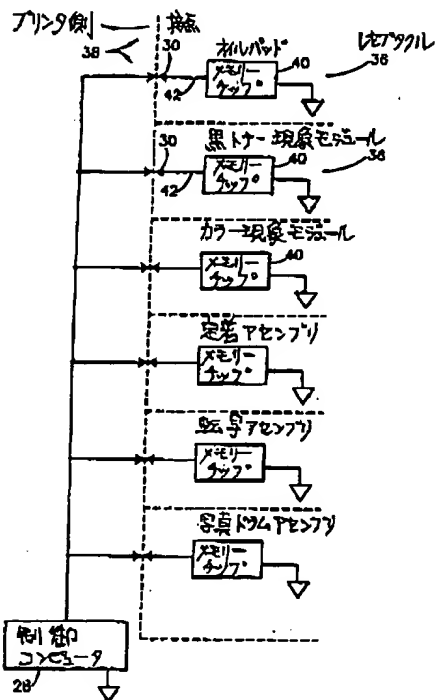 プリンタ側 接点
38 30 オイルパッド レセプタクル
42 メモリー チップ 40 36
黒トナー現象モジュール
30 40
42 メモリー チップ 36
カラー現象モジュール
メモリー チップ 40
定着アセンブリ
メモリー チップ
転写アセンブリ
メモリー チップ
写真ドラムアセンブリ
メモリー チップ
制御
コンピュータ
28